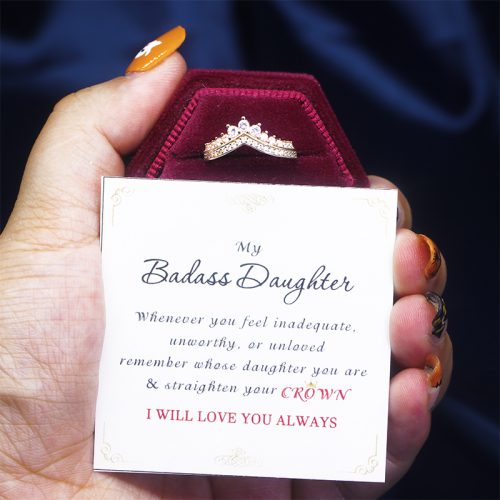 My
Badass Daughter
Whenever you feel inadequate,
unworthy, or unloved
remember whose daughter you are
& straighten your CROWN
I WILL LOVE YOU ALWAYS